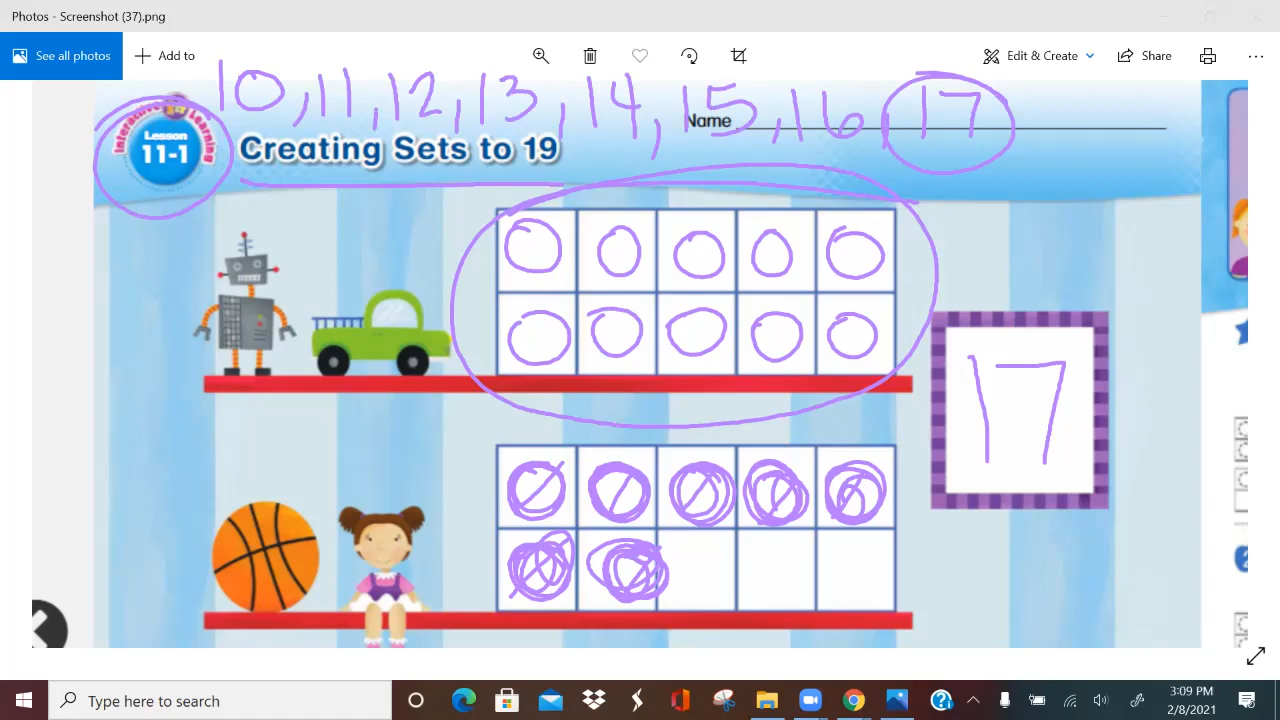 Photos - Screenshot (37).png
See all photos
Add to
Edit & Create
Share
10, 11, 12, 13, 14, 15, 16, 17
Interactive Learning
Lesson
11-1
Name
Creating Sets to 19
17
Type here to search
3:09 PM
2/8/2021